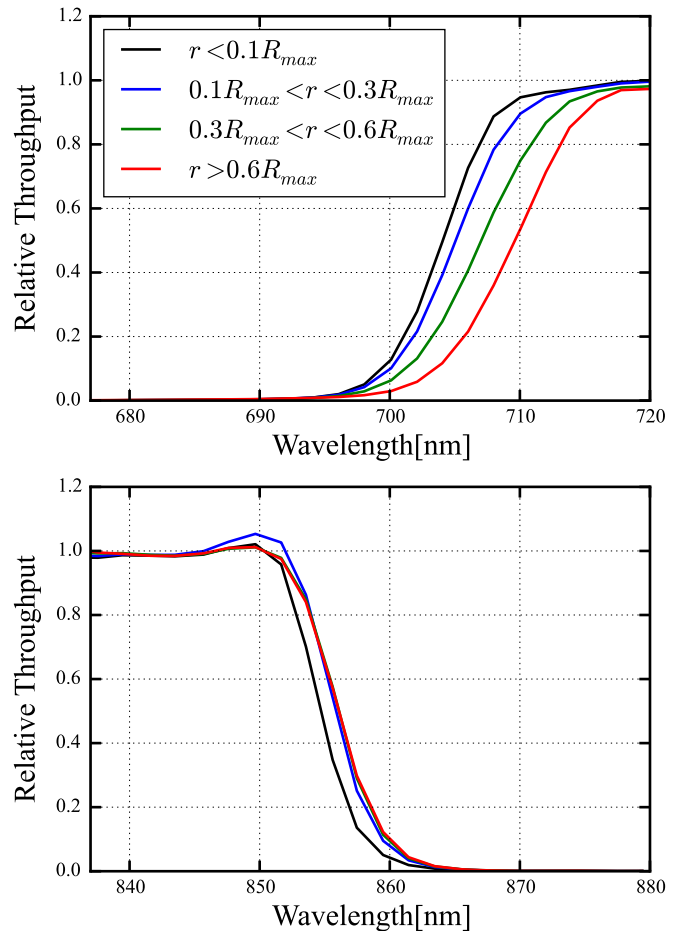 1.2
1.0
0.8
0.6
0.4
0.2
0.0
Relative Throughput
r < 0.1R_max
0.1R_max < r < 0.3R_max
0.3R_max < r < 0.6R_max
r > 0.6R_max
680 690 700 710 720
Wavelength[nm]
1.2
1.0
0.8
0.6
0.4
0.2
0.0
Relative Throughput
840 850 860 870 880
Wavelength[nm]